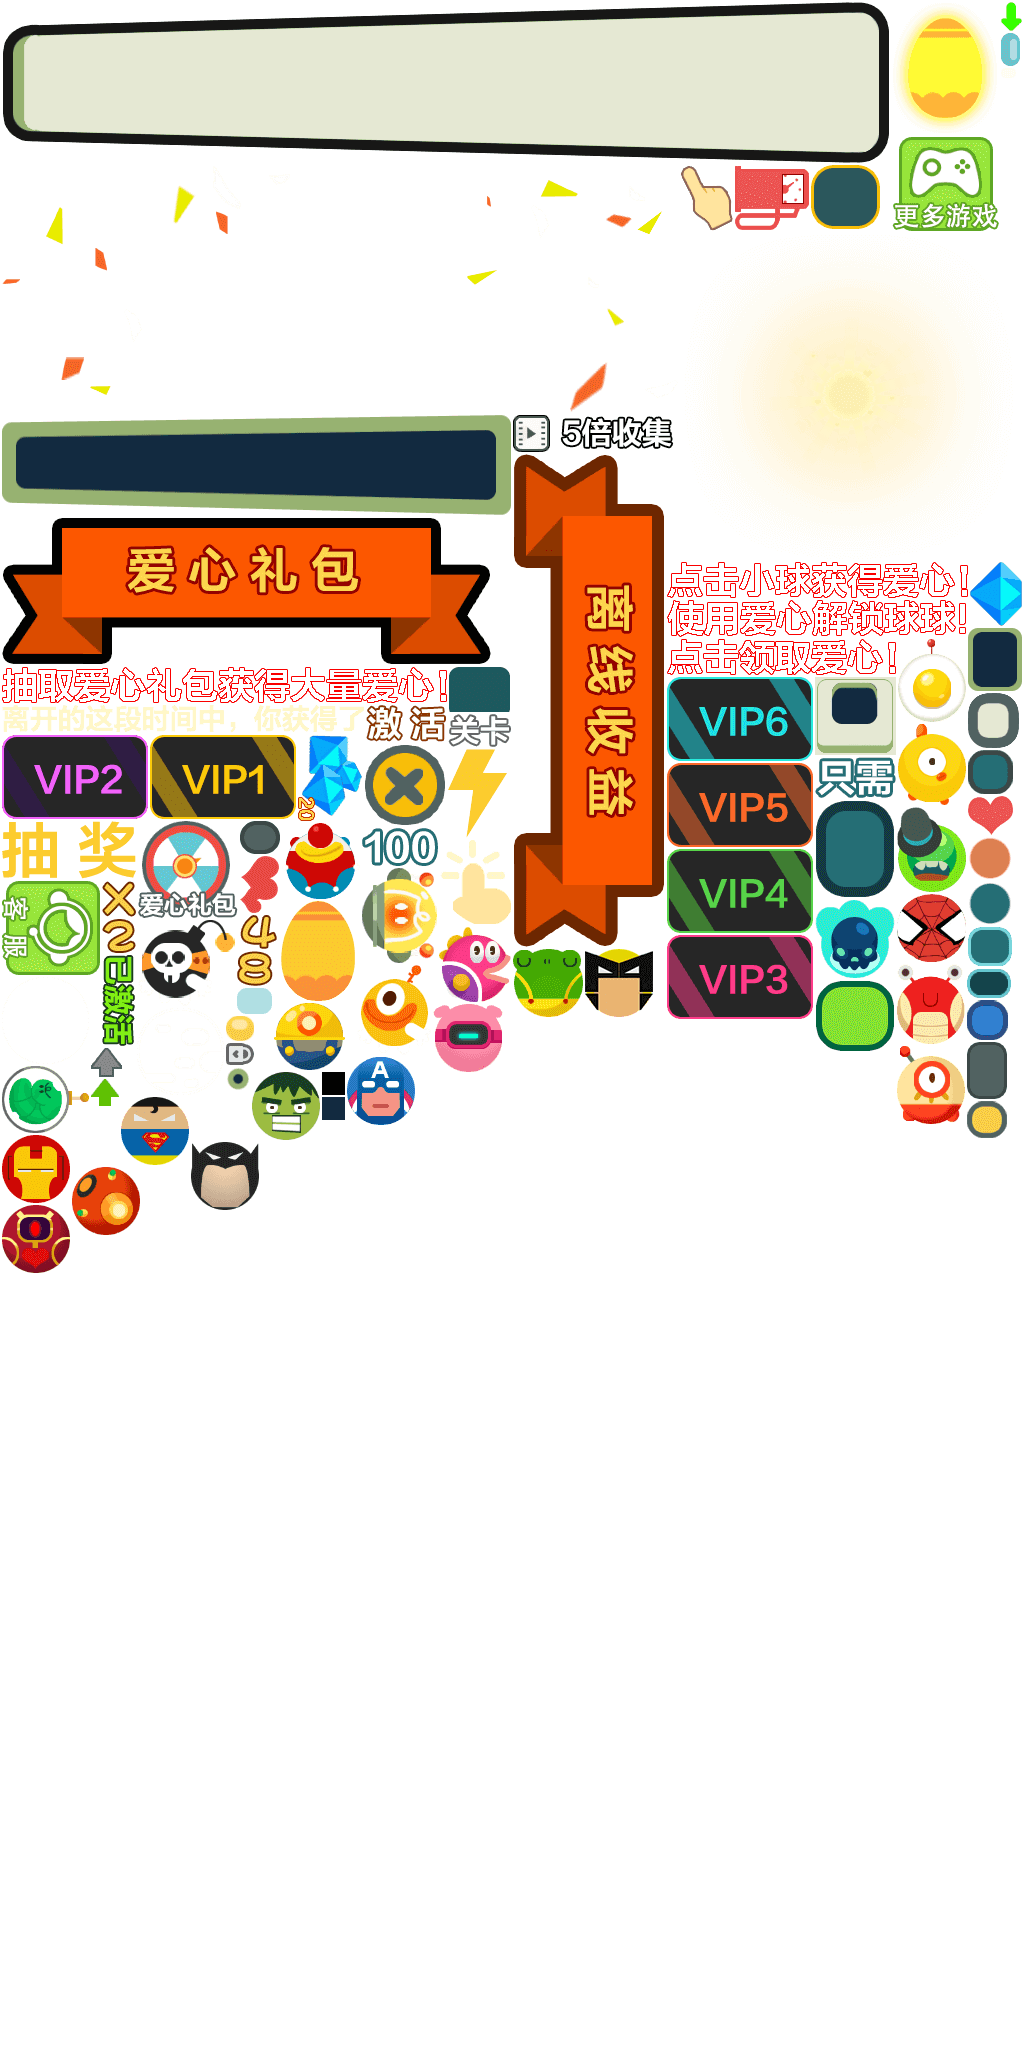 更多游戏
5倍收集
爱心礼包
离线收益
点击小球获得爱心！
使用爱心解锁球球！
点击领取爱心！
抽取爱心礼包获得大量爱心！
离开的这段时间中，你获得了
激活
关卡
VIP6
VIP2
VIP1
20
只需
VIP5
抽奖
100
VIP4
爱心礼包
客服
×2已激活
VIP3
A